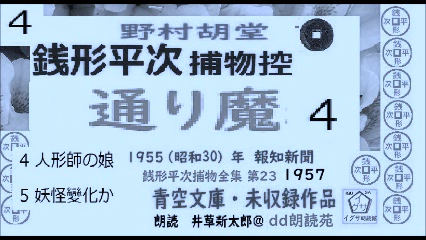 4
野村胡堂
銭形平次 捕物控
通り魔 4
4 人形師の娘
1955 (昭和30) 年 報知新聞
銭形平次捕物全集 第23 1957
5 妖怪變化か
青空文庫・未収録作品
朗読 井草新太郎@ dd朗読苑